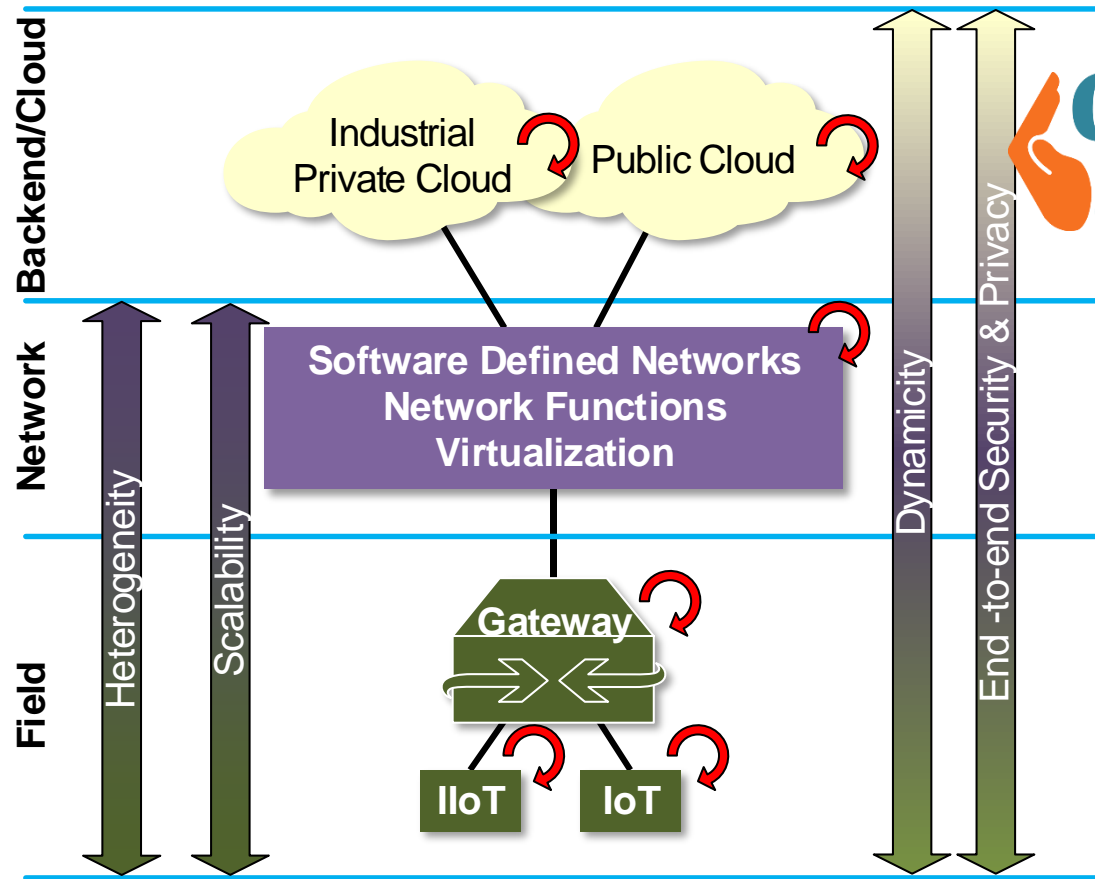 Backend/Cloud
Industrial
Private Cloud
Public Cloud
Network
Software Defined Networks
Network Functions
Virtualization
Heterogeneity
Scalability
Dynamicity
End -to-end Security & Privacy
Field
Gateway
IIoT
IoT